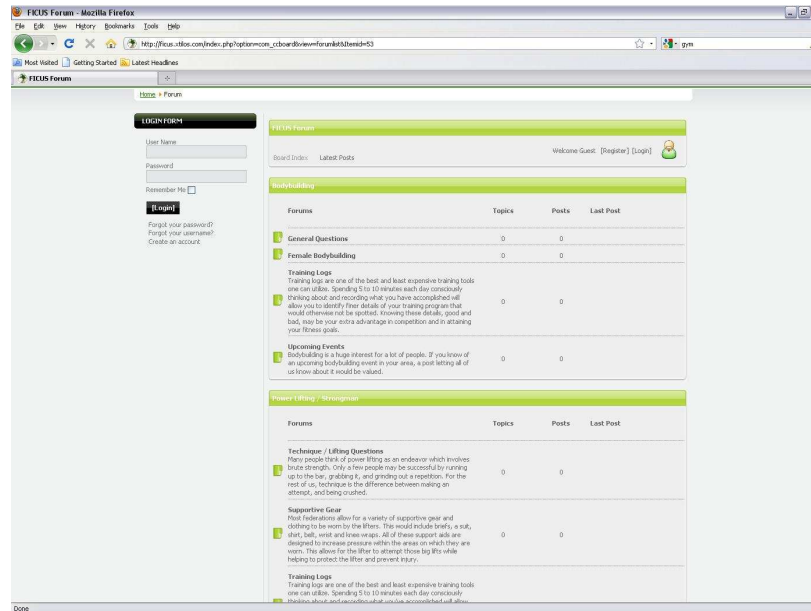 FICUS Forum - Mozilla Firefox
File Edit View History Bookmarks Tools Help
http://ficus.xtilos.com/index.php?option=com_ccboard&view=forumlist&Itemid=53
gym
Most Visited Getting Started Latest Headlines
FICUS Forum
Home Forum
LOGIN FORM
User Name
Password
Remember Me
[Login]
Forgot your password?
Forgot your username?
Create an account
FICUS Forum
Board Index Latest Posts
Welcome Guest [Register] [Login]
Bodybuilding
Forums Topics Posts Last Post
General Questions 0 0
Female Bodybuilding 0 0
Training Logs
Training logs are one of the best and least expensive training tools
one can utilize. Spending 5 to 10 minutes each day consciously
thinking about and recording what you have accomplished will
allow you to identify finer details of your training program that
would otherwise not be spotted. Knowing these details, good and
bad, may be your extra advantage in competition and in attaining
your fitness goals.
0 0
Upcoming Events
Bodybuilding is a huge interest for a lot of people. If you know of
an upcoming bodybuilding event in your area, a post letting all of
us know about it would be valued.
0 0
Power Lifting / Strongman
Forums Topics Posts Last Post
Technique / Lifting Questions
Many people think of power lifting as an endeavor which involves
brute strength. Only a few people may be successful by running
up to the bar, grabbing it, and grinding out a repetition. For the
rest of us, technique is the difference between making an
attempt, and being crushed.
0 0
Supportive Gear
Most federations allow for a variety of supportive gear and
clothing to be worn by the lifters. This would include briefs, a suit,
shirt, belt, wrist and knee wraps. All of these support aids are
designed to increase pressure within the areas on which they are
worn. This allows for the lifter to attempt those big lifts while
helping to protect the lifter and prevent injury.
0 0
Training Logs
Training logs are one of the best and least expensive training tools
one can utilize. Spending 5 to 10 minutes each day consciously
thinking about and recording what you've accomplished will allow
Done